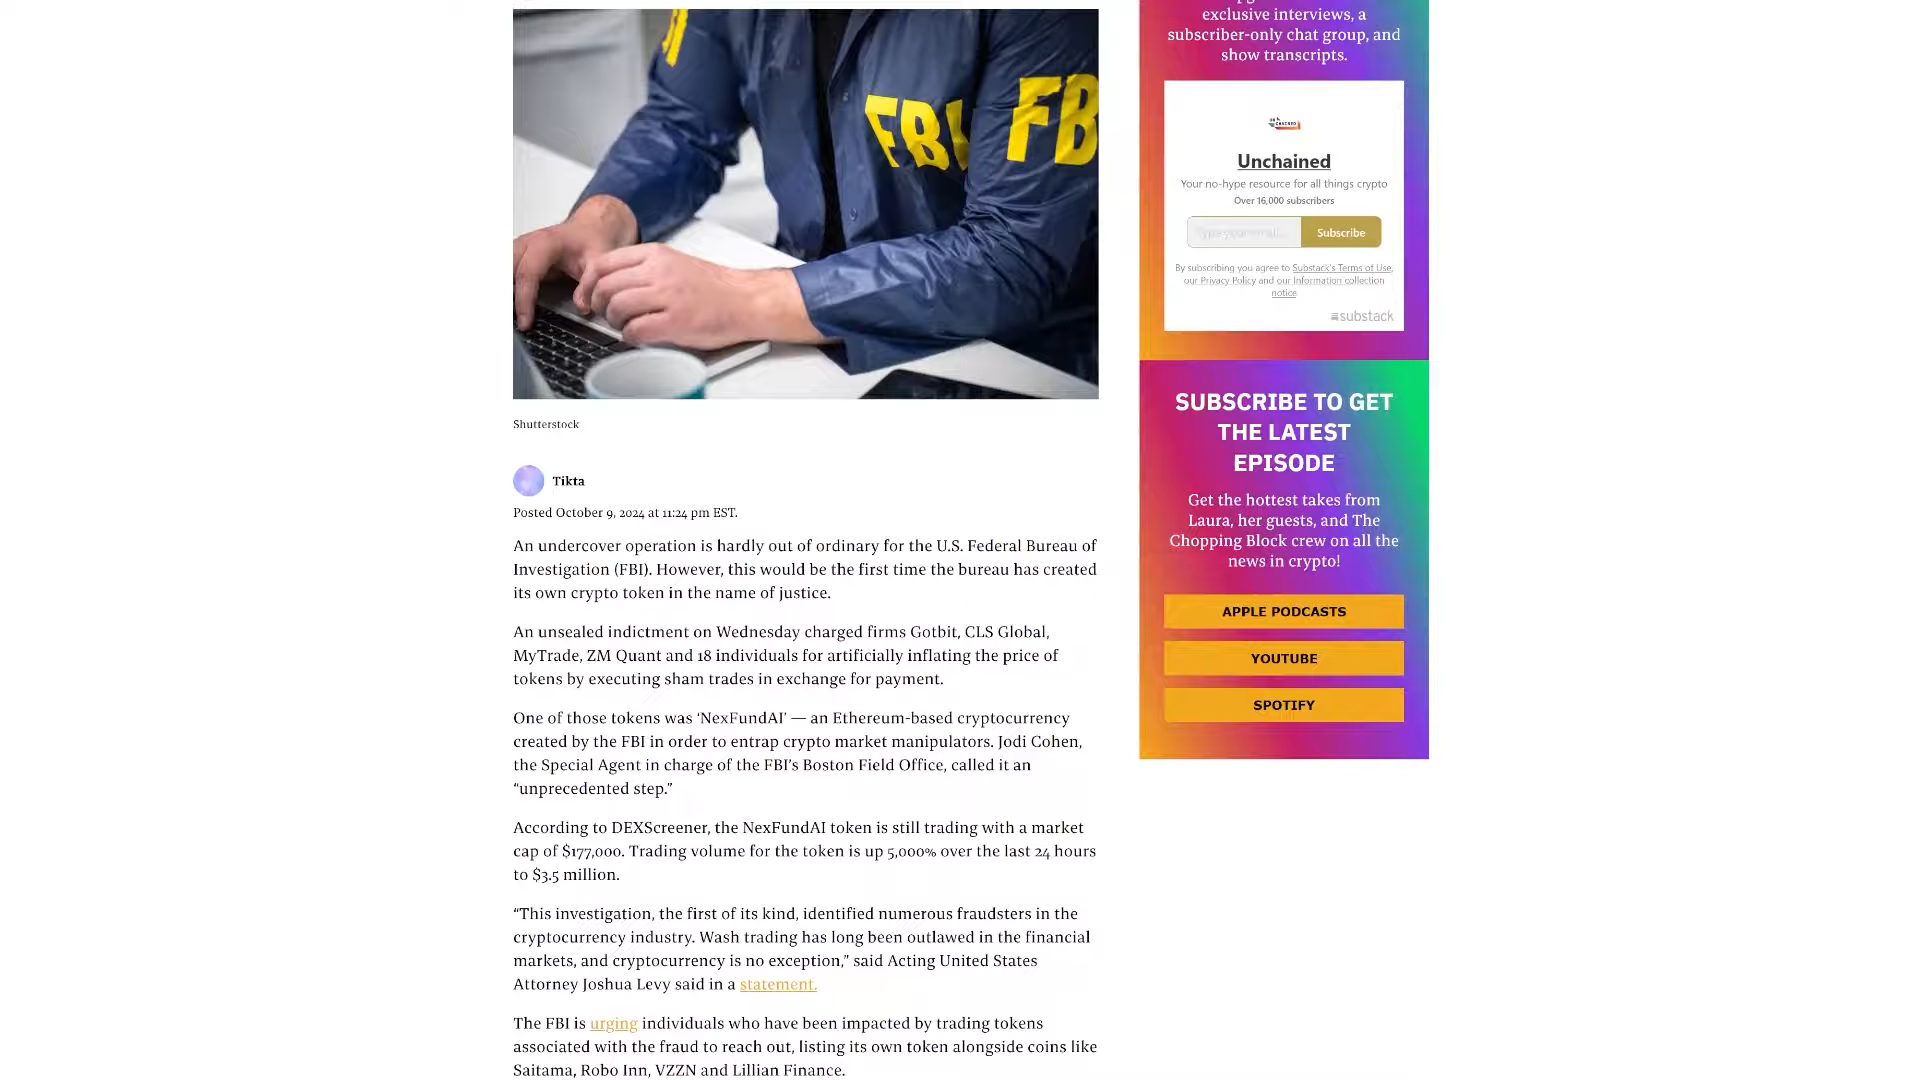 FBI
FB
Shutterstock
Tikta
Posted October 9, 2024 at 11:24 pm EST.
An undercover operation is hardly out of ordinary for the U.S. Federal Bureau of
Investigation (FBI). However, this would be the first time the bureau has created
its own crypto token in the name of justice.
An unsealed indictment on Wednesday charged firms Gotbit, CLS Global,
MyTrade, ZM Quant and 18 individuals for artificially inflating the price of
tokens by executing sham trades in exchange for payment.
One of those tokens was ‘NexFundAI’ — an Ethereum-based cryptocurrency
created by the FBI in order to entrap crypto market manipulators. Jodi Cohen,
the Special Agent in charge of the FBI’s Boston Field Office, called it an
“unprecedented step.”
According to DEXScreener, the NexFundAI token is still trading with a market
cap of $177,000. Trading volume for the token is up 5,000% over the last 24 hours
to $3.5 million.
“This investigation, the first of its kind, identified numerous fraudsters in the
cryptocurrency industry. Wash trading has long been outlawed in the financial
markets, and cryptocurrency is no exception,” said Acting United States
Attorney Joshua Levy said in a statement.
The FBI is urging individuals who have been impacted by trading tokens
associated with the fraud to reach out, listing its own token alongside coins like
Saitama, Robo Inn, VZZN and Lillian Finance.
exclusive interviews, a
subscriber-only chat group, and
show transcripts.
Unchained
Your no-hype resource for all things crypto
Over 16,000 subscribers
Type your email...
Subscribe
By subscribing you agree to Substack's Terms of Use,
our Privacy Policy and our Information collection
notice
substack
SUBSCRIBE TO GET
THE LATEST
EPISODE
Get the hottest takes from
Laura, her guests, and The
Chopping Block crew on all the
news in crypto!
APPLE PODCASTS
YOUTUBE
SPOTIFY